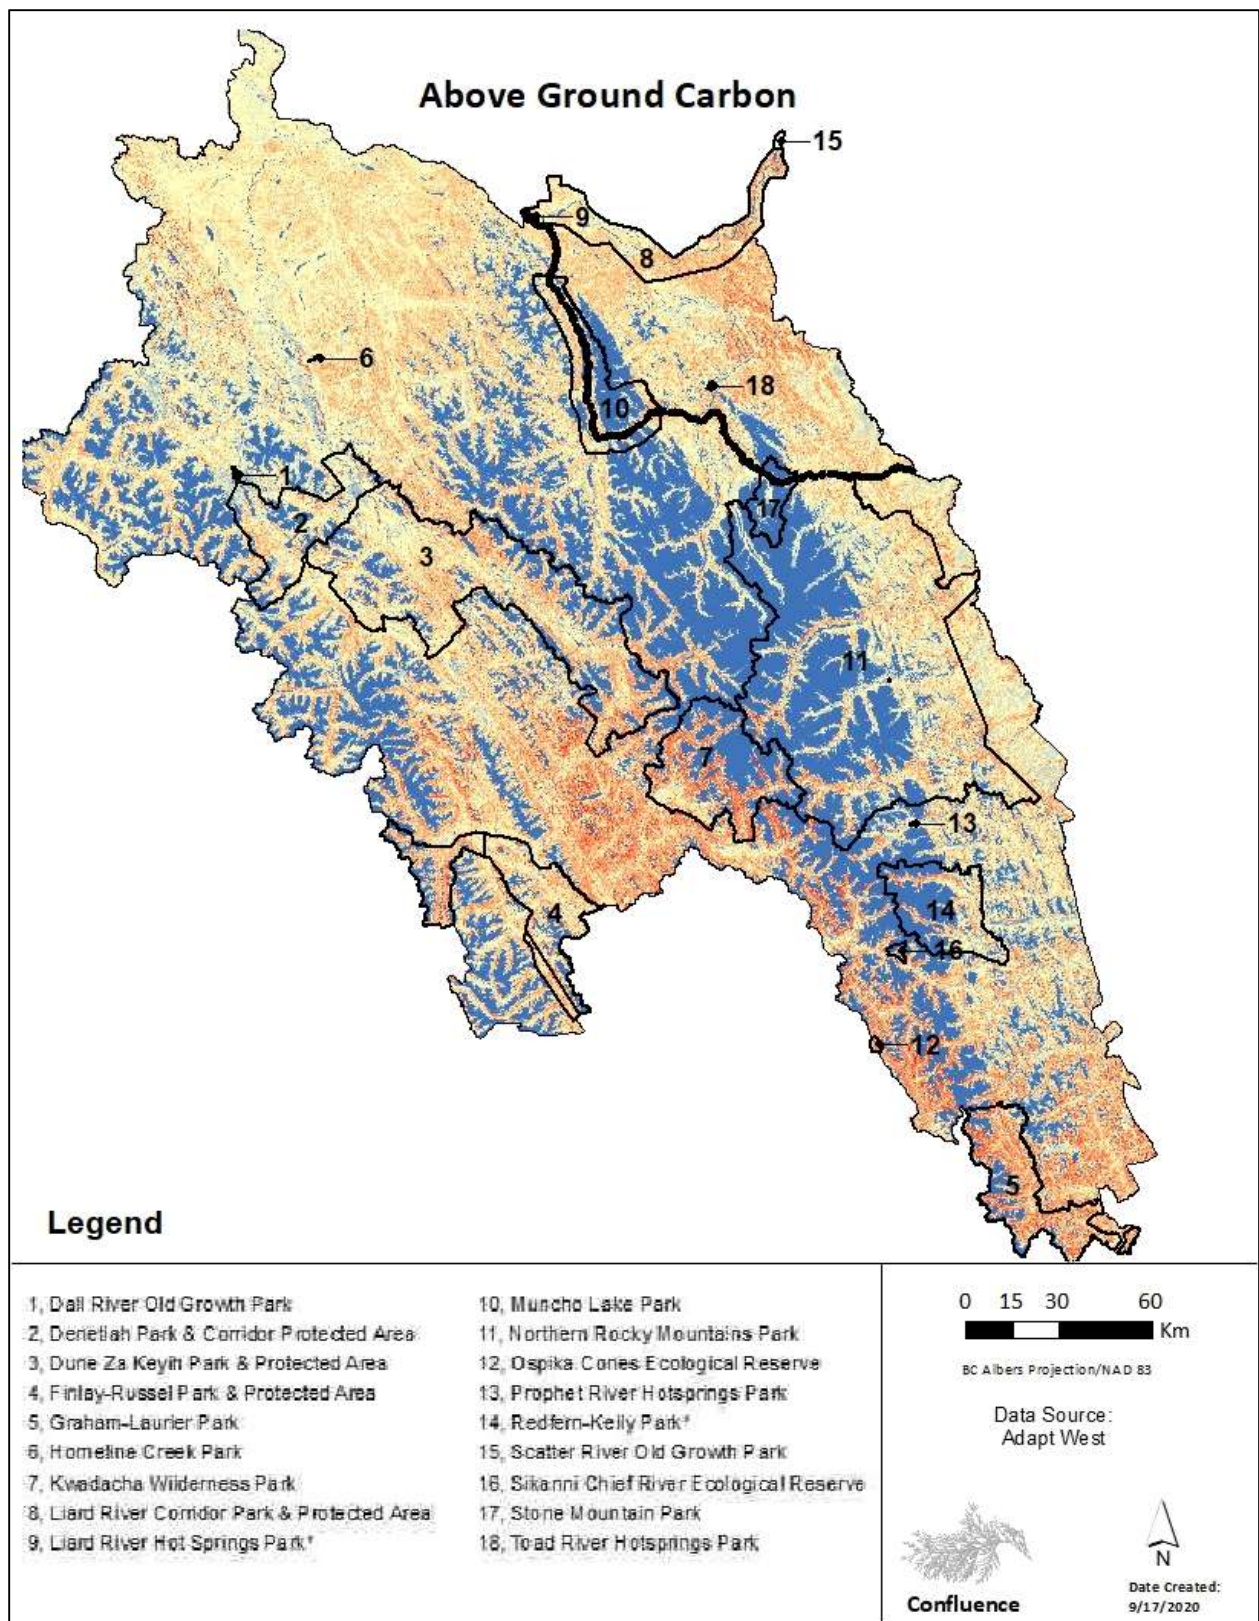 Above Ground Carbon
15
9
8
6
18
10
1
17
2
3
11
7
13
14
4
16
12
5
Legend
1, Dall River Old Growth Park
2, Denetiah Park & Corridor Protected Area
3, Dune Za Keyih Park & Protected Area
4, Finlay-Russel Park & Protected Area
5, Graham-Laurier Park
6, Horneline Creek Park
7, Kwadacha Wilderness Park
8, Liard River Corridor Park & Protected Area
9, Liard River Hot Springs Park*
10, Muncho Lake Park
11, Northern Rocky Mountains Park
12, Ospika Cones Ecological Reserve
13, Prophet River Hotsprings Park
14, Redfern-Kelly Park*
15, Scatter River Old Growth Park
16, Sikanni Chief River Ecological Reserve
17, Stone Mountain Park
18, Toad River Hotsprings Park
0 15 30 60
Km
BC Albers Projection/NAD 83
Data Source:
Adapt West
Confluence
N
Date Created:
9/17/2020